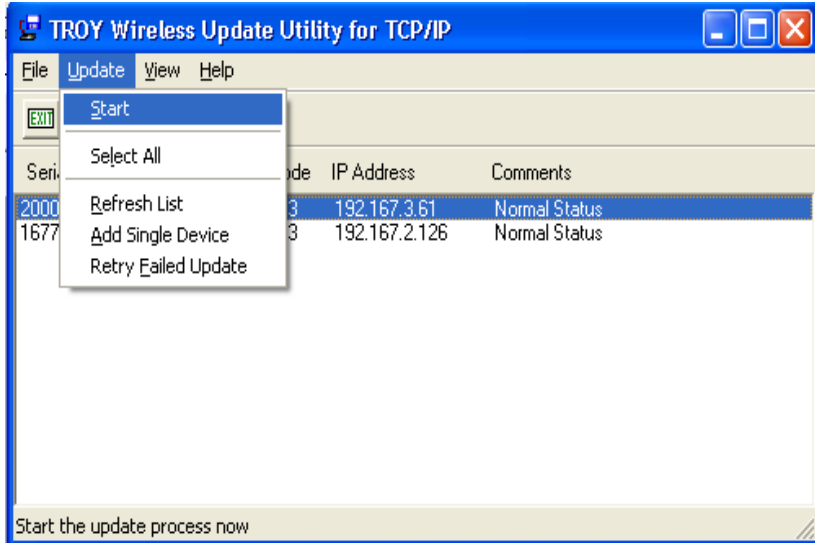 TROY Wireless Update Utility for TCP/IP
File Update View Help
EXIT
Start
Select All
Refresh List
Add Single Device
Retry Failed Update
IP Address Comments
3 192.167.3.61 Normal Status
3 192.167.2.126 Normal Status
Start the update process now